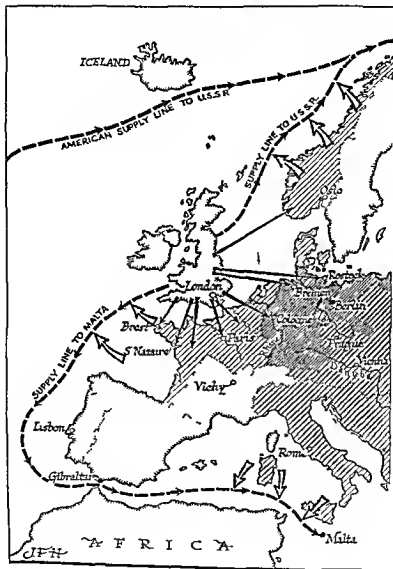 ICELAND
AMERICAN SUPPLY LINE TO U.S.S.R.
SUPPLY LINE TO U.S.S.R.
Oslo
Rostock
London
Bremen
Berlin
Brest
Cologne
SUPPLY LINE TO MALTA
Paris
Prague
St Nazaire
Vienna
Vichy
Lisbon
Rome
Gibraltar
Malta
AFRICA
JFH